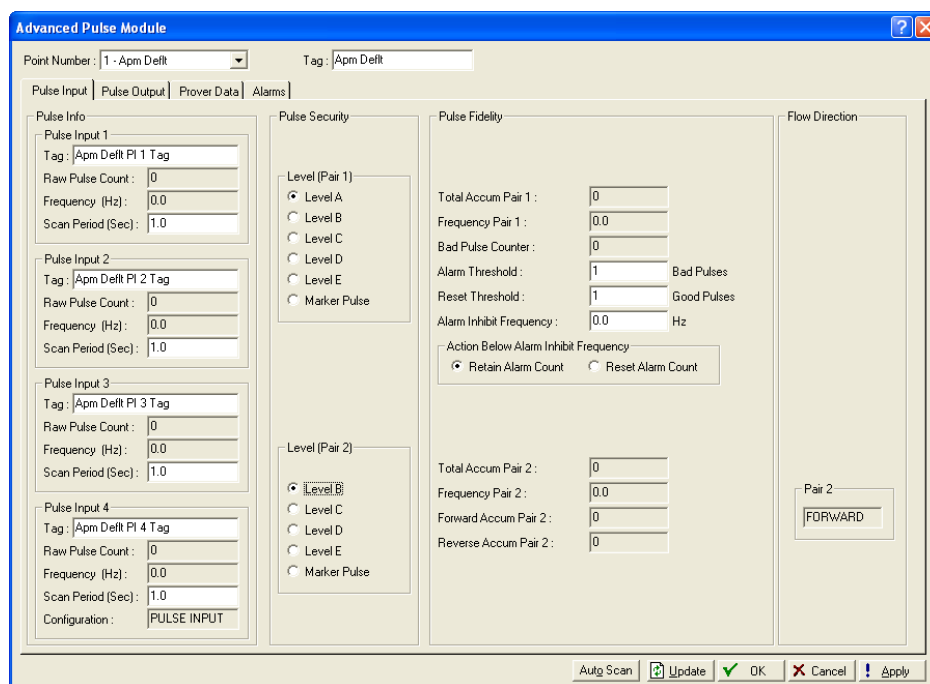 Advanced Pulse Module
Point Number : 1 - Apm Deflt Tag : Apm Deflt
Pulse Input Pulse Output Prover Data Alarms
Pulse Info
Pulse Input 1
Tag : Apm Deflt PI 1 Tag
Raw Pulse Count : 0
Frequency (Hz) : 0.0
Scan Period (Sec) : 1.0
Pulse Input 2
Tag : Apm Deflt PI 2 Tag
Raw Pulse Count : 0
Frequency (Hz) : 0.0
Scan Period (Sec) : 1.0
Pulse Input 3
Tag : Apm Deflt PI 3 Tag
Raw Pulse Count : 0
Frequency (Hz) : 0.0
Scan Period (Sec) : 1.0
Pulse Input 4
Tag : Apm Deflt PI 4 Tag
Raw Pulse Count : 0
Frequency (Hz) : 0.0
Scan Period (Sec) : 1.0
Configuration : PULSE INPUT
Pulse Security
Level (Pair 1)
Level A
Level B
Level C
Level D
Level E
Marker Pulse
Level (Pair 2)
Level B
Level C
Level D
Level E
Marker Pulse
Pulse Fidelity
Total Accum Pair 1 : 0
Frequency Pair 1 : 0.0
Bad Pulse Counter : 0
Alarm Threshold : 1 Bad Pulses
Reset Threshold : 1 Good Pulses
Alarm Inhibit Frequency : 0.0 Hz
Action Below Alarm Inhibit Frequency
Retain Alarm Count Reset Alarm Count
Total Accum Pair 2 : 0
Frequency Pair 2 : 0.0
Forward Accum Pair 2 : 0
Reverse Accum Pair 2 : 0
Flow Direction
Pair 2
FORWARD
Auto Scan Update OK Cancel ! Apply